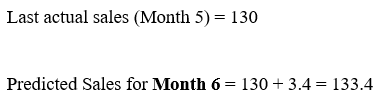 Last actual sales (Month 5) = 130
Predicted Sales for Month 6 = 130 + 3.4 = 133.4